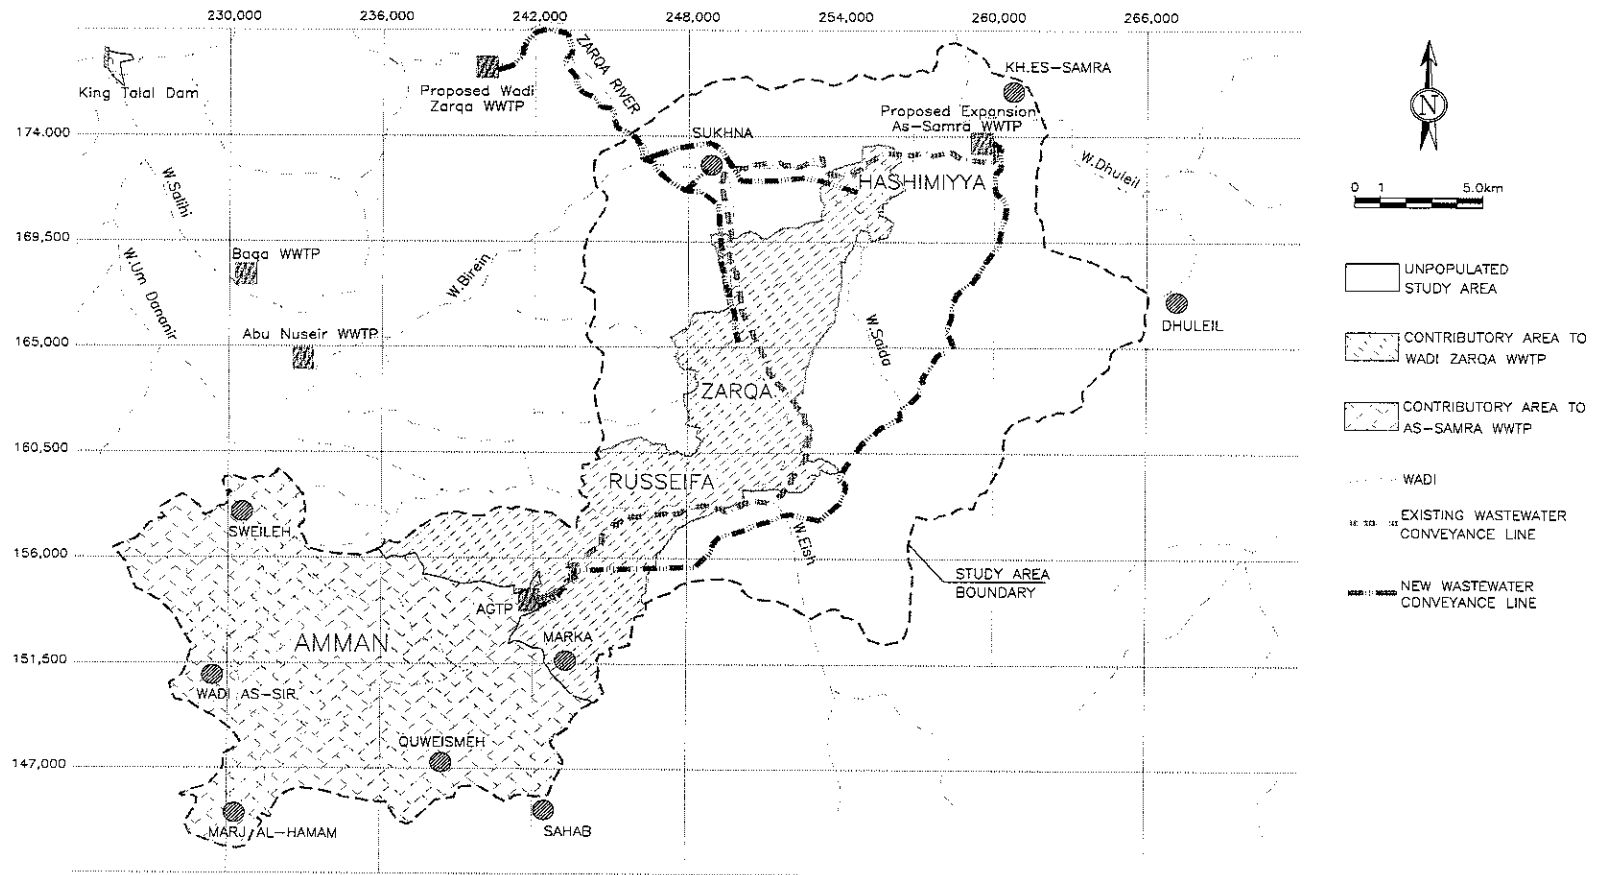 230,000
236,000
242,000
248,000
254,000
260,000
266,000
King Talal Dam
Proposed Wadi
Zarqa WWTP
ZARQA RIVER
KH.ES-SAMRA
Proposed Expansion
As-Samra WWTP
174.000
SUKHNA
W.Dhuleil
HASHIMIYYA
N
0 1 5.0km
W.Salihi
169,500
Baqa WWTP
W.Um Dananir
W.Birein
UNPOPULATED
STUDY AREA
Abu Nuseir WWTP
W.Saida
DHULEIL
165,000
CONTRIBUTORY AREA TO
WADI ZARQA WWTP
ZARQA
CONTRIBUTORY AREA TO
AS-SAMRA WWTP
160,500
RUSSEIFA
WADI
SWEILEH
EXISTING WASTEWATER
CONVEYANCE LINE
W.Eish
156,000
STUDY AREA
BOUNDARY
NEW WASTEWATER
CONVEYANCE LINE
AGTP
AMMAN
MARKA
151,500
WADI AS-SIR
QUWEISMEH
147,000
MARJ AL-HAMAM
SAHAB